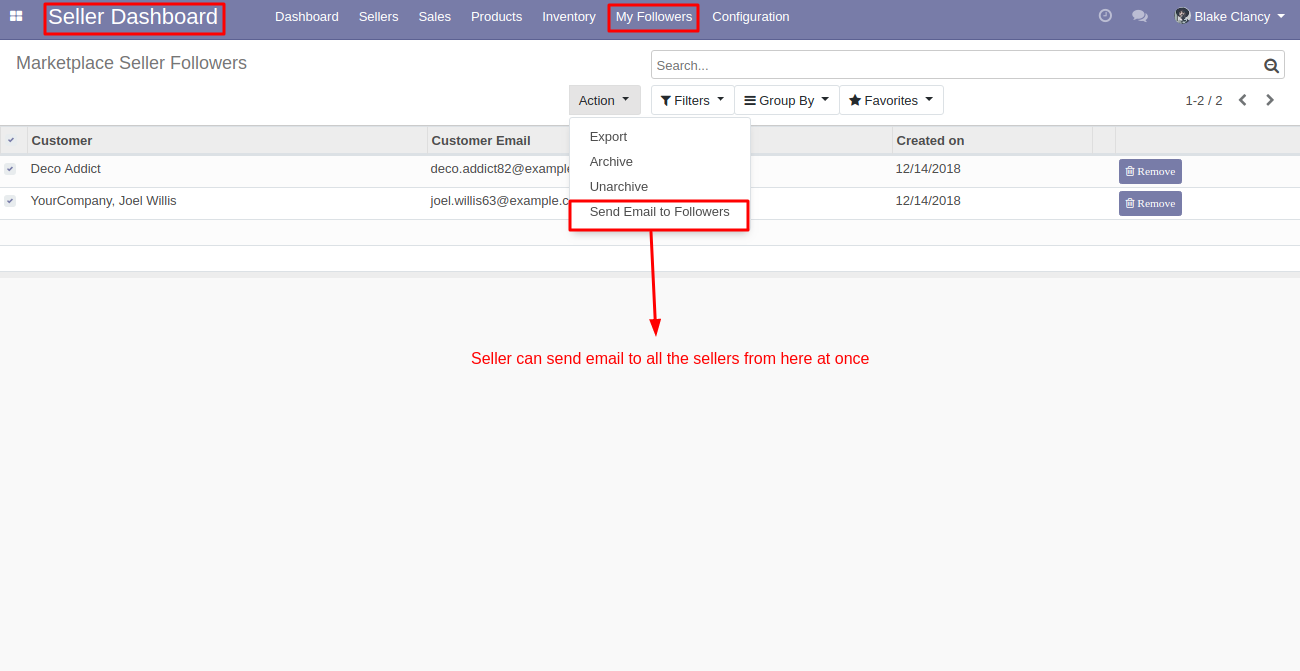 Seller Dashboard Dashboard Sellers Sales Products Inventory My Followers Configuration Blake Clancy
Marketplace Seller Followers
Search...
Action Filters Group By Favorites 1-2 / 2
Customer Customer Email Created on
Export
Deco Addict deco.addict82@example 12/14/2018 Remove
Archive
Unarchive
YourCompany, Joel Willis joel.willis63@example.c 12/14/2018 Remove
Send Email to Followers
Seller can send email to all the sellers from here at once